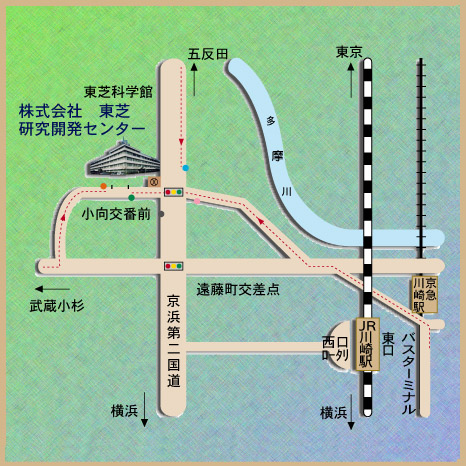 五反田
東京
東芝科学館
株式会社 東芝
研究開発センター
多
摩
川
小向交番前
武蔵小杉
遠藤町交差点
京浜第二国道
京急
川崎駅
JR
川崎駅
西口
ロータリ
東口
バスターミナル
横浜
横浜